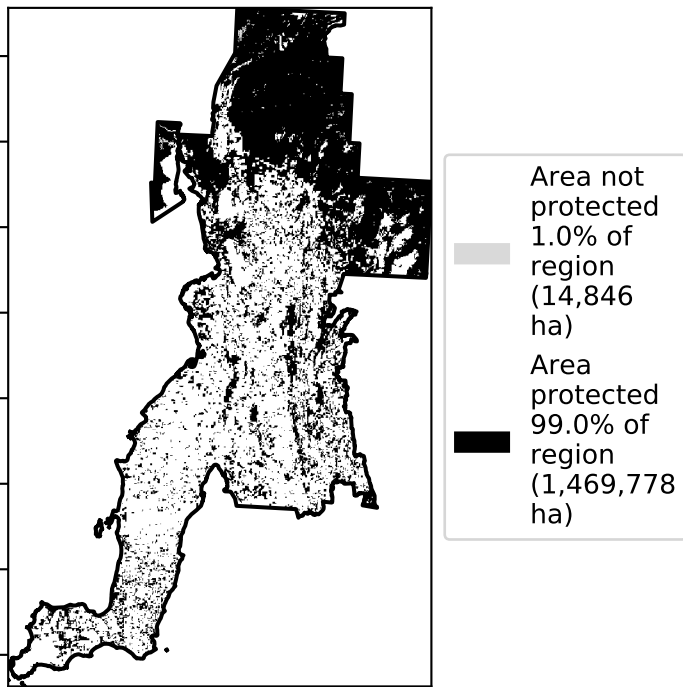 Area not
protected
1.0% of
region
(14,846
ha)
Area
protected
99.0% of
region
(1,469,778
ha)